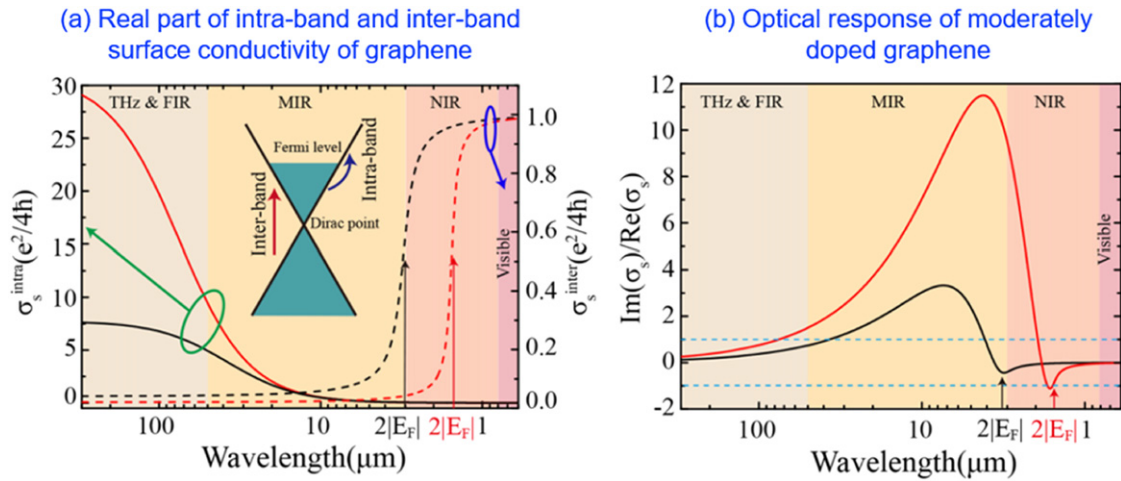 (a) Real part of intra-band and inter-band
surface conductivity of graphene
30
25
20
15
10
5
0
σₛⁱⁿᵗʳᵃ(e²/4ħ)
THz & FIR
MIR
NIR
Visible
Fermi level
Intra-band
Inter-band
Dirac point
1.0
0.8
0.6
0.4
0.2
0.0
σₛⁱⁿᵗᵉʳ(e²/4ħ)
100
10
2|E_F|
2|E_F|
1
Wavelength(μm)
(b) Optical response of moderately
doped graphene
12
10
8
6
4
2
0
-2
Im(σₛ)/Re(σₛ)
THz & FIR
MIR
NIR
Visible
100
10
2|E_F|
2|E_F|
1
Wavelength(μm)